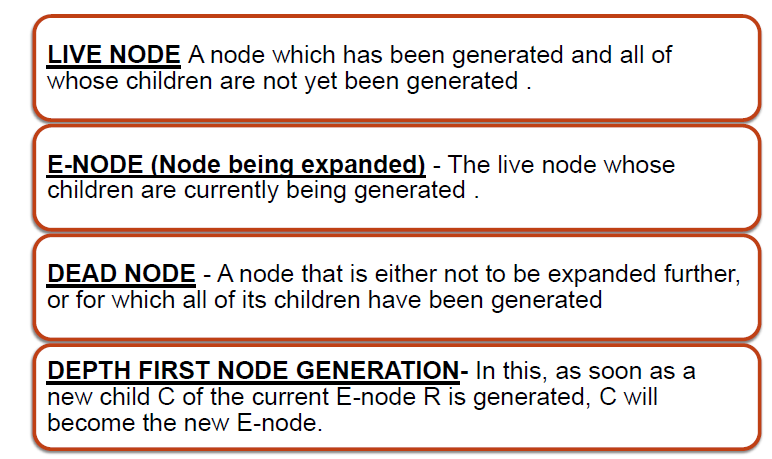 LIVE NODE A node which has been generated and all of
whose children are not yet been generated .
E-NODE (Node being expanded) - The live node whose
children are currently being generated .
DEAD NODE - A node that is either not to be expanded further,
or for which all of its children have been generated
DEPTH FIRST NODE GENERATION- In this, as soon as a
new child C of the current E-node R is generated, C will
become the new E-node.